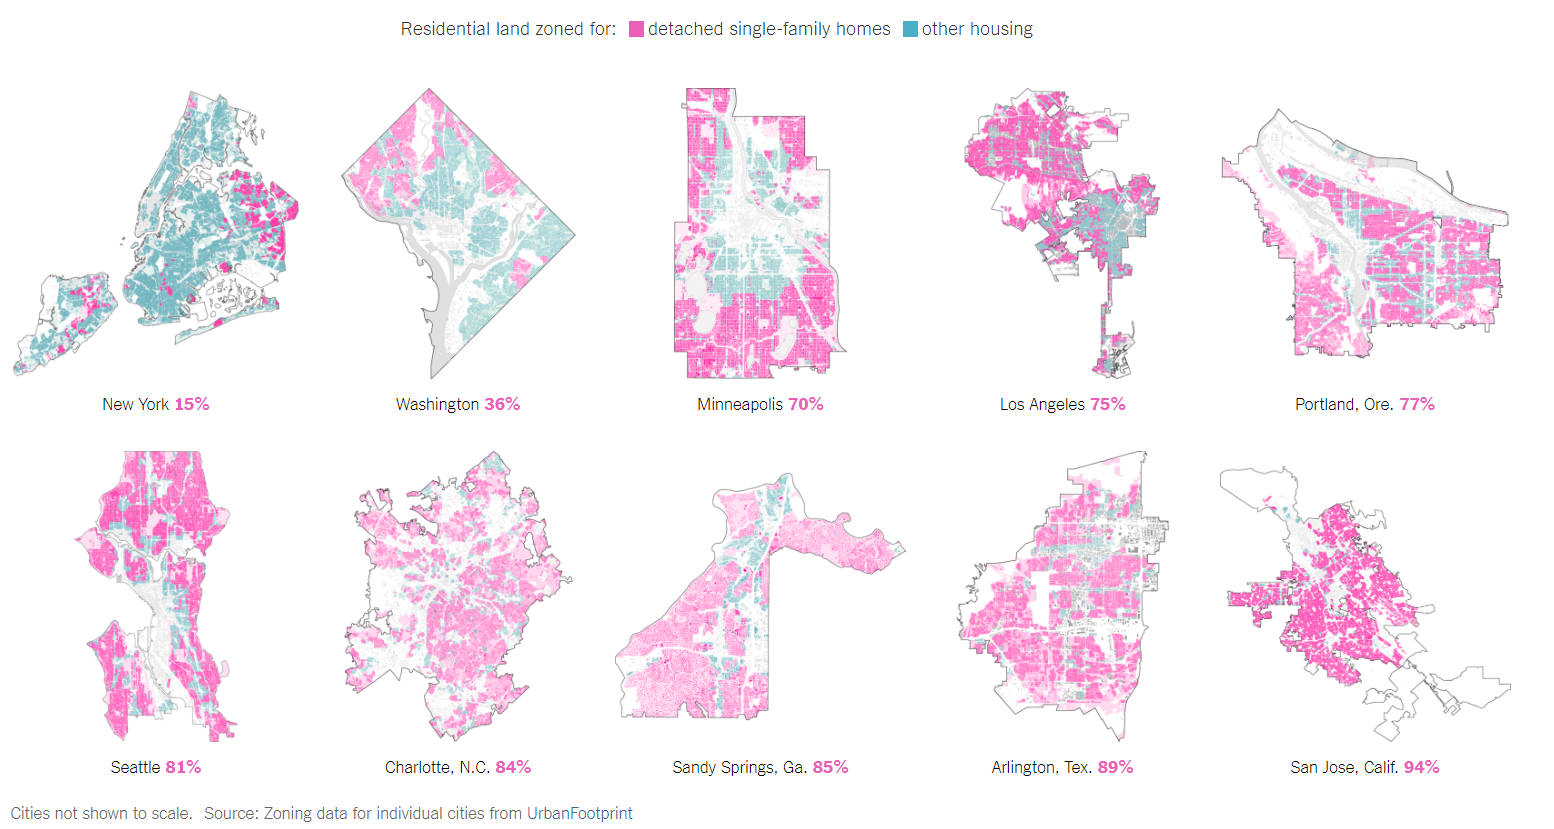 Residential land zoned for: detached single-family homes other housing
New York 15%
Washington 36%
Minneapolis 70%
Los Angeles 75%
Portland, Ore. 77%
Seattle 81%
Charlotte, N.C. 84%
Sandy Springs, Ga. 85%
Arlington, Tex. 89%
San Jose, Calif. 94%
Cities not shown to scale. Source: Zoning data for individual cities from UrbanFootprint